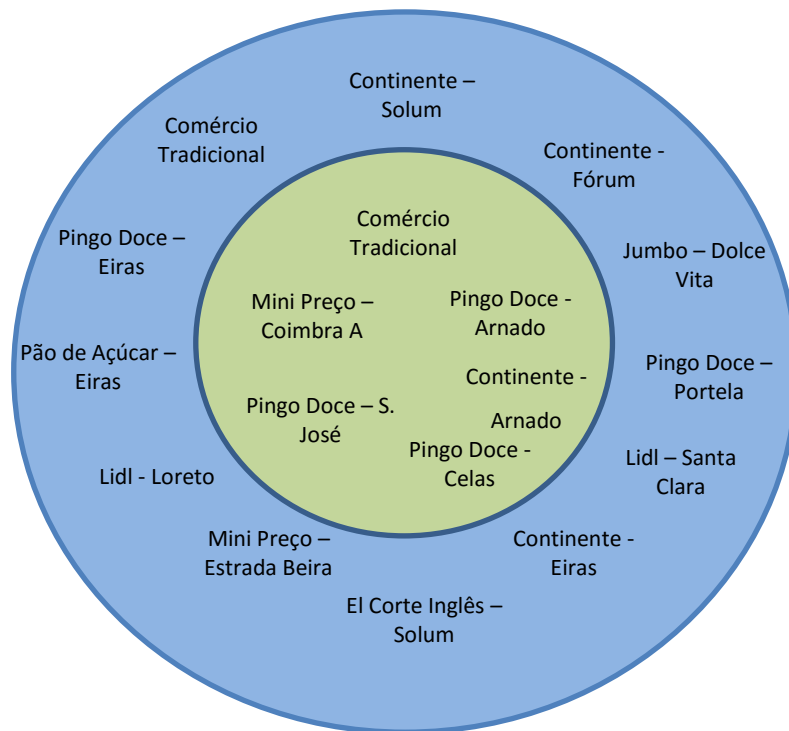 Continente –
Solum
Comércio
Tradicional
Continente -
Fórum
Comércio
Tradicional
Pingo Doce –
Eiras
Jumbo – Dolce
Vita
Mini Preço –
Coimbra A
Pingo Doce -
Arnado
Pão de Açúcar –
Eiras
Continente -
Arnado
Pingo Doce –
Portela
Pingo Doce – S.
José
Pingo Doce -
Celas
Lidl - Loreto
Lidl – Santa
Clara
Mini Preço –
Estrada Beira
Continente -
Eiras
El Corte Inglês –
Solum